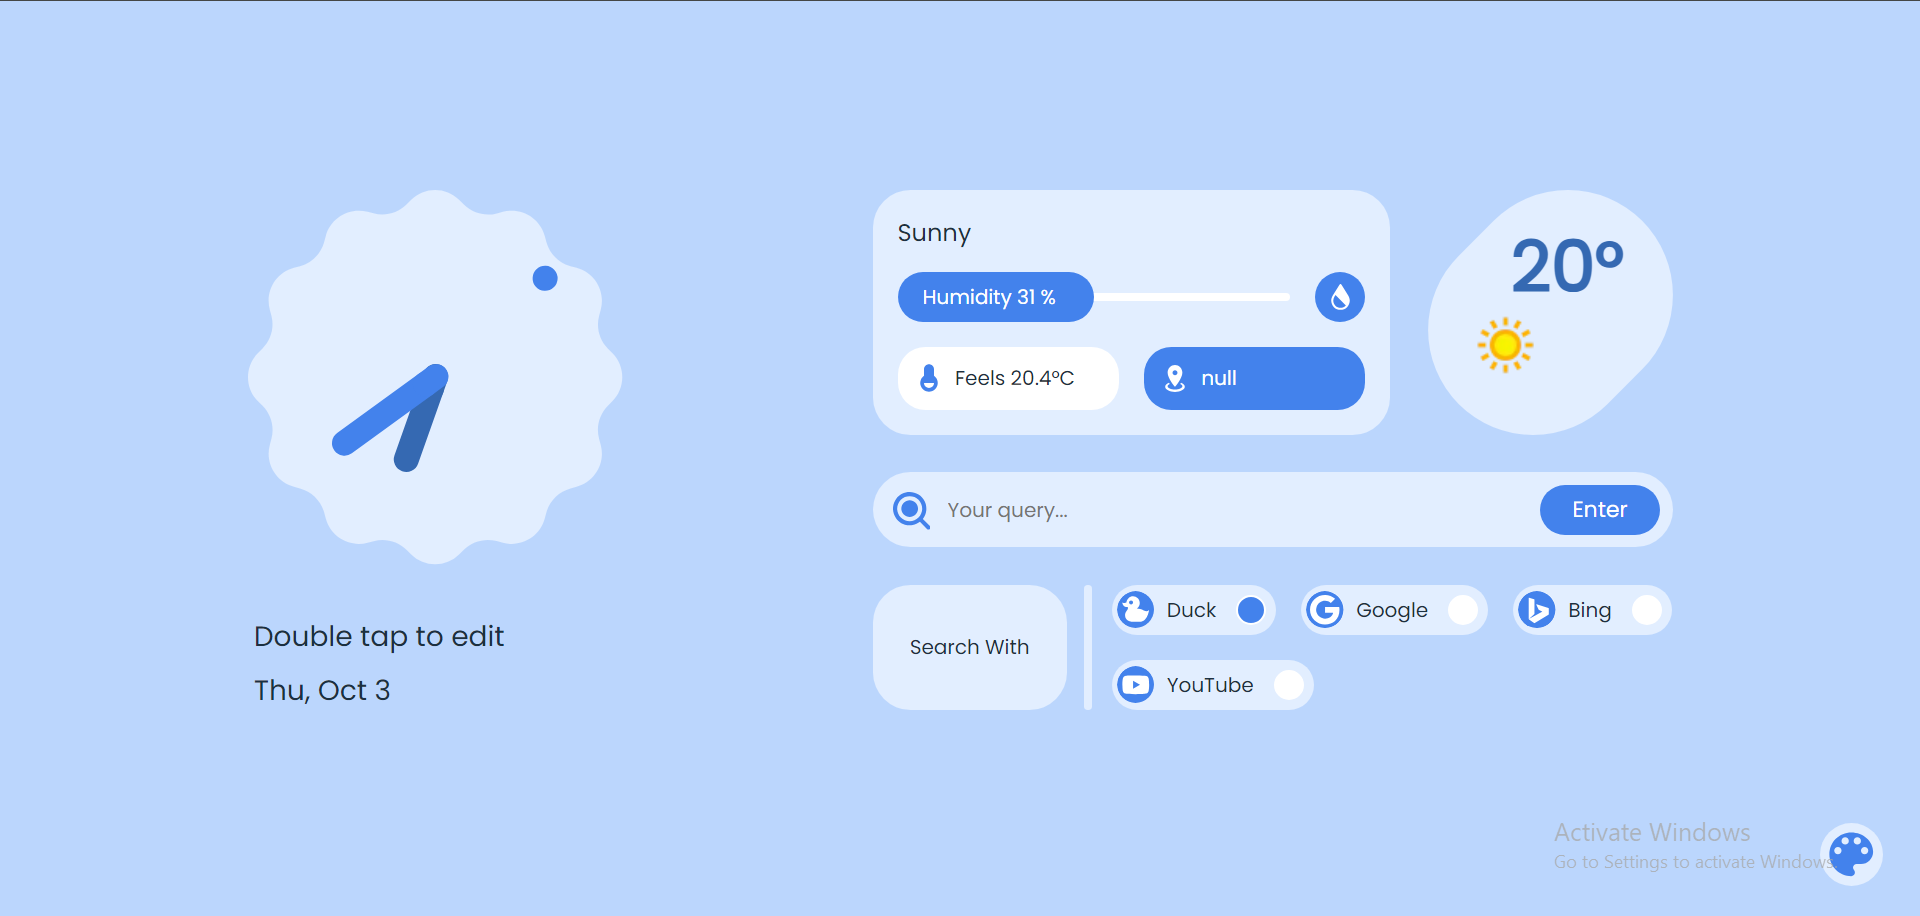 Double tap to edit
Thu, Oct 3
Sunny
Humidity 31 %
Feels 20.4°C
null
20°
Your query...
Enter
Search With
Duck
Google
Bing
YouTube
Activate Windows
Go to Settings to activate Windows.